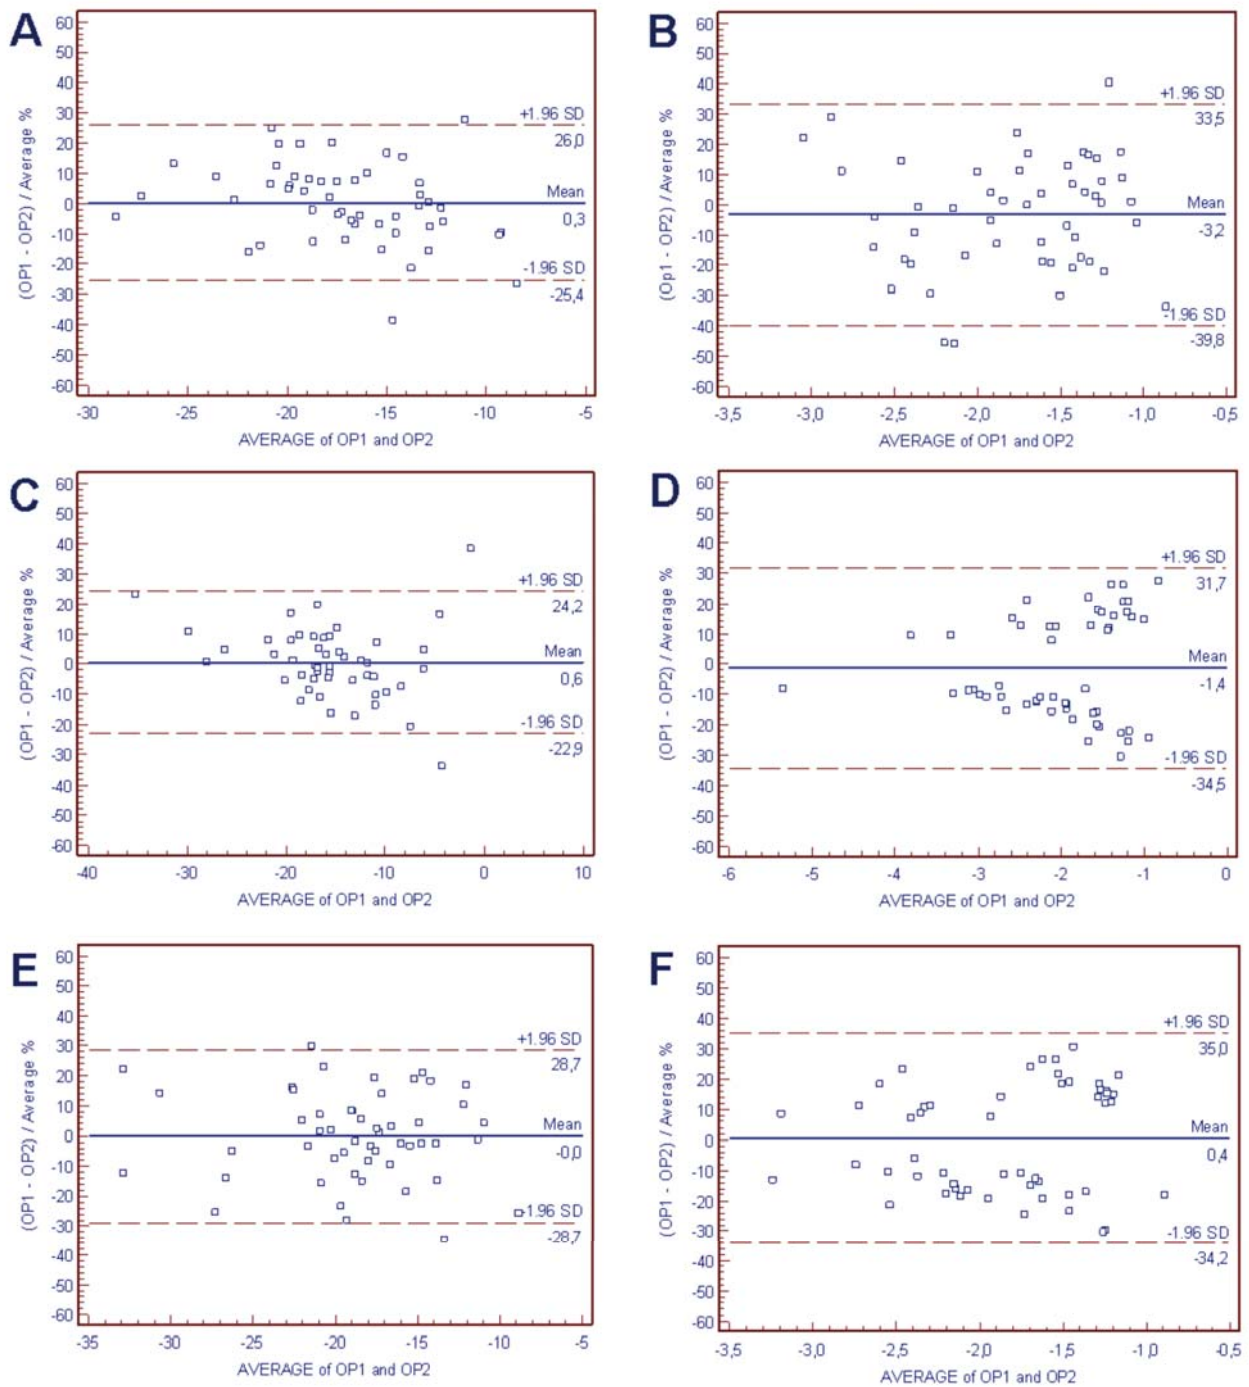 A
(OP1 - OP2) / Average %
60
50
40
30
20
10
0
-10
-20
-30
-40
-50
-60
+1.96 SD
26,0
Mean
0,3
-1.96 SD
-25,4
-30 -25 -20 -15 -10 -5
AVERAGE of OP1 and OP2
B
(Op1 - OP2) / Average %
60
50
40
30
20
10
0
-10
-20
-30
-40
-50
-60
+1.96 SD
33,5
Mean
-3,2
-1.96 SD
-39,8
-3,5 -3,0 -2,5 -2,0 -1,5 -1,0 -0,5
AVERAGE of OP1 and OP2
C
(OP1 - OP2) / Average %
60
50
40
30
20
10
0
-10
-20
-30
-40
-50
-60
+1.96 SD
24,2
Mean
0,6
-1.96 SD
-22,9
-40 -30 -20 -10 0 10
AVERAGE of OP1 and OP2
D
(OP1 - OP2) / Average %
60
50
40
30
20
10
0
-10
-20
-30
-40
-50
-60
+1.96 SD
31,7
Mean
-1,4
-1.96 SD
-34,5
-6 -5 -4 -3 -2 -1 0
AVERAGE of OP1 and OP2
E
(OP1 - OP2) / Average %
60
50
40
30
20
10
0
-10
-20
-30
-40
-50
-60
+1.96 SD
28,7
Mean
-0,0
-1.96 SD
-28,7
-35 -30 -25 -20 -15 -10 -5
AVERAGE of OP1 and OP2
F
(OP1 - OP2) / Average %
60
50
40
30
20
10
0
-10
-20
-30
-40
-50
-60
+1.96 SD
35,0
Mean
0,4
-1.96 SD
-34,2
-3,5 -3,0 -2,5 -2,0 -1,5 -1,0 -0,5
AVERAGE of OP1 and OP2